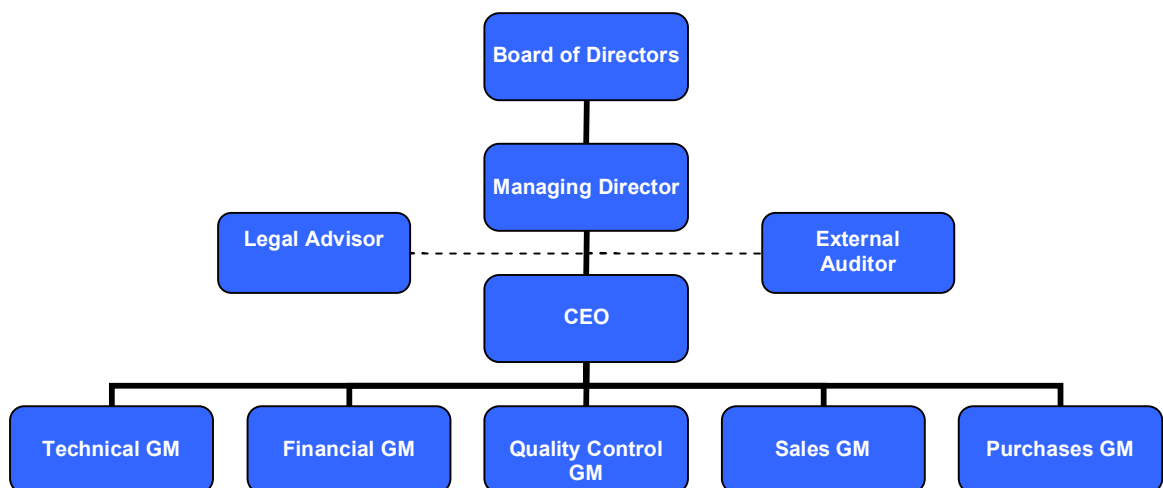 Board of Directors
Managing Director
Legal Advisor
External
Auditor
CEO
Technical GM
Financial GM
Quality Control
GM
Sales GM
Purchases GM